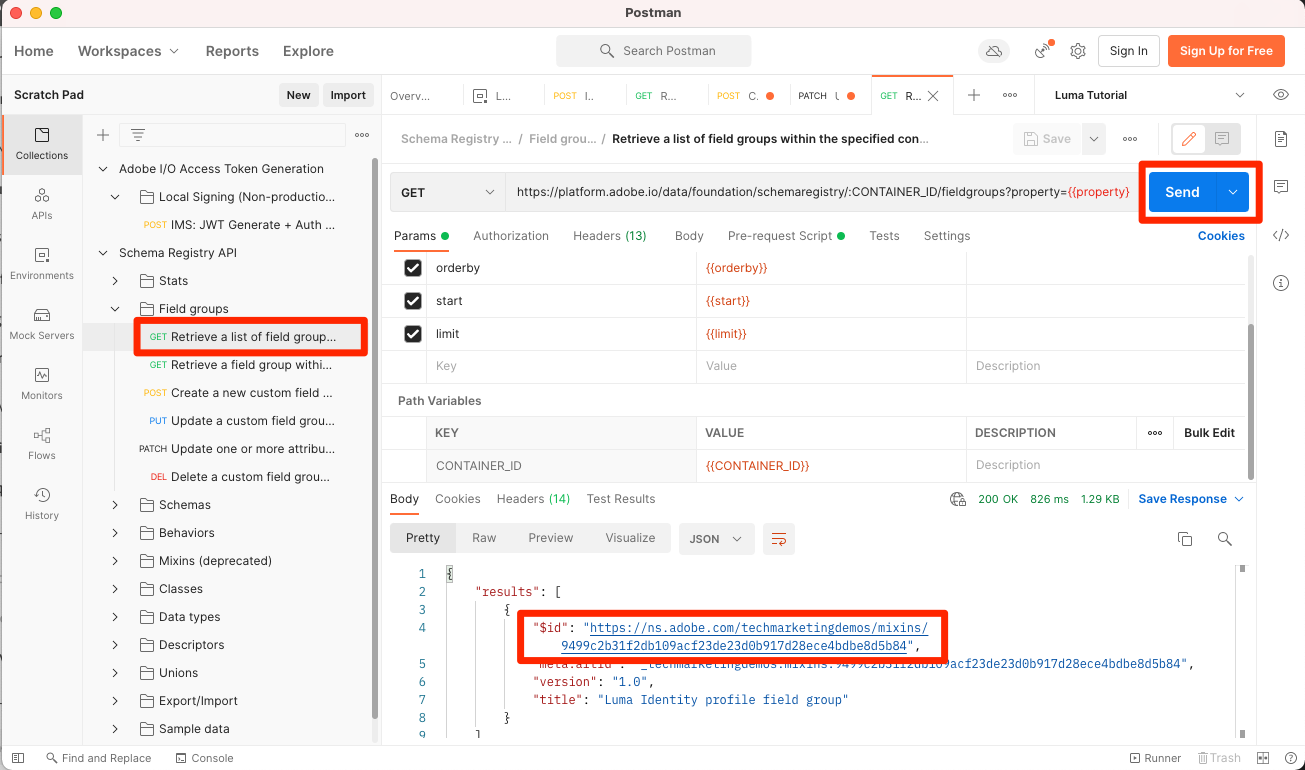 Postman
Home Workspaces Reports Explore Search Postman Sign In Sign Up for Free
Scratch Pad New Import
Overv... L... POST I.. GET R... POST C. PATCH GET R... Luma Tutorial
Collections
APIs
Environments
Mock Servers
Monitors
Flows
History
Adobe I/O Access Token Generation
Local Signing (Non-productio...
POST IMS: JWT Generate + Auth ...
Schema Registry API
Stats
Field groups
GET Retrieve a list of field group...
GET Retrieve a field group withi...
POST Create a new custom field ...
PUT Update a custom field grou...
PATCH Update one or more attribu...
DEL Delete a custom field grou...
Schemas
Behaviors
Mixins (deprecated)
Classes
Data types
Descriptors
Unions
Export/Import
Sample data
Schema Registry ... / Field grou... / Retrieve a list of field groups within the specified con... Save
GET https://platform.adobe.io/data/foundation/schemaregistry/:CONTAINER_ID/fieldgroups?property={{property} Send
Params Authorization Headers (13) Body Pre-request Script Tests Settings Cookies
orderby {{orderby}}
start {{start}}
limit {{limit}}
Key Value Description
Path Variables
KEY VALUE DESCRIPTION Bulk Edit
CONTAINER_ID {{CONTAINER_ID}} Description
Body Cookies Headers (14) Test Results 200 OK 826 ms 1.29 KB Save Response
Pretty Raw Preview Visualize JSON
1 {
2 "results": [
3 {
4 "$id": "https://ns.adobe.com/techmarketingdemos/mixins/
9499c2b31f2db109acf23de23d0b917d28ece4bdbe8d5b84",
5 "meta:altId": "_techmarketingdemos.mixins.9499c2b31f2db109acf23de23d0b917d28ece4bdbe8d5b84",
6 "version": "1.0",
7 "title": "Luma Identity profile field group"
8 }
9 ]
Find and Replace Console Runner Trash